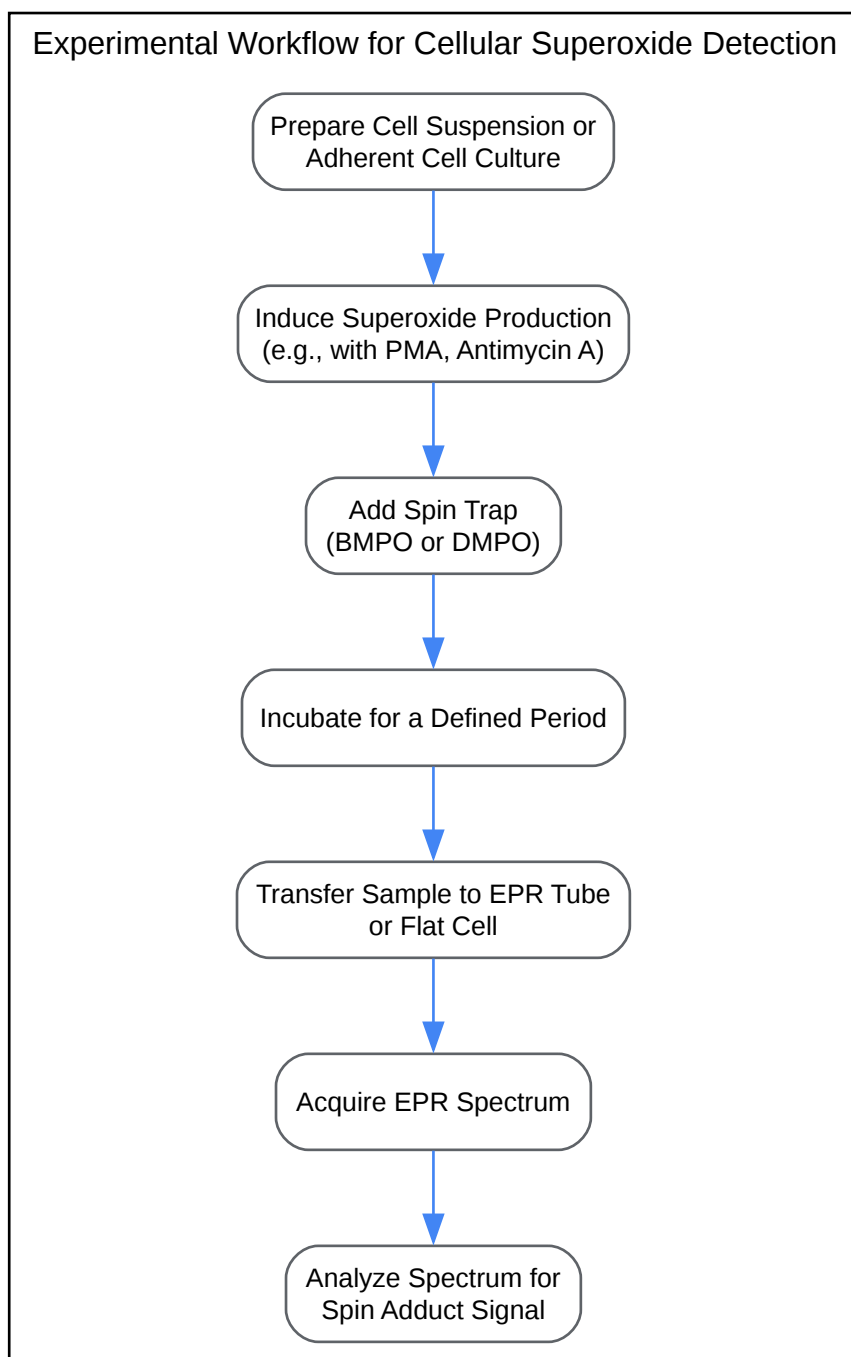 Experimental Workflow for Cellular Superoxide Detection
Prepare Cell Suspension or
Adherent Cell Culture
Induce Superoxide Production
(e.g., with PMA, Antimycin A)
Add Spin Trap
(BMPO or DMPO)
Incubate for a Defined Period
Transfer Sample to EPR Tube
or Flat Cell
Acquire EPR Spectrum
Analyze Spectrum for
Spin Adduct Signal